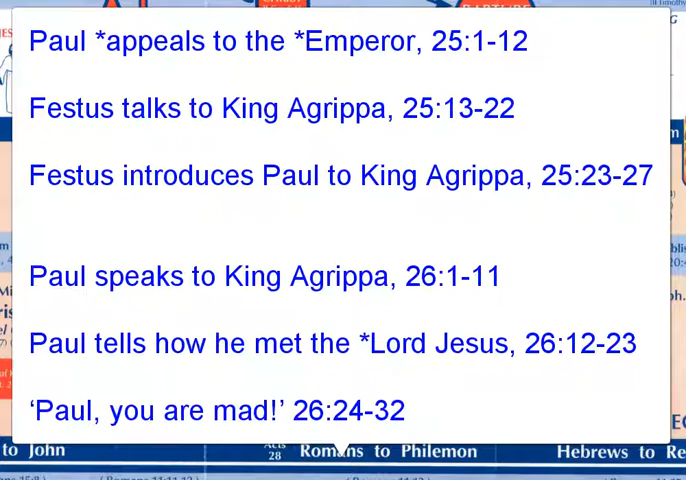 Paul *appeals to the *Emperor, 25:1-12
Festus talks to King Agrippa, 25:13-22
Festus introduces Paul to King Agrippa, 25:23-27
Paul speaks to King Agrippa, 26:1-11
Paul tells how he met the *Lord Jesus, 26:12-23
‘Paul, you are mad!’ 26:24-32
to John
Acts 28
Romans to Philemon
Hebrews to Re